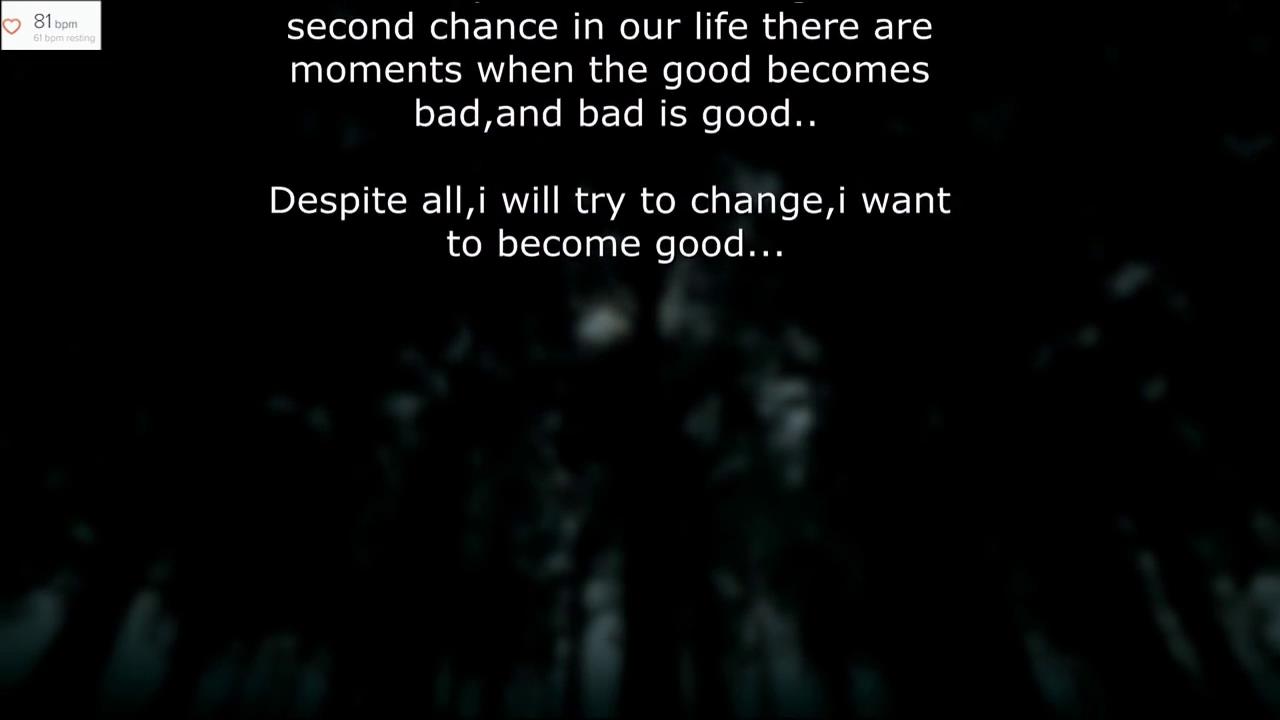 81 bpm
61 bpm resting
second chance in our life there are
moments when the good becomes
bad,and bad is good..
Despite all,i will try to change,i want
to become good...